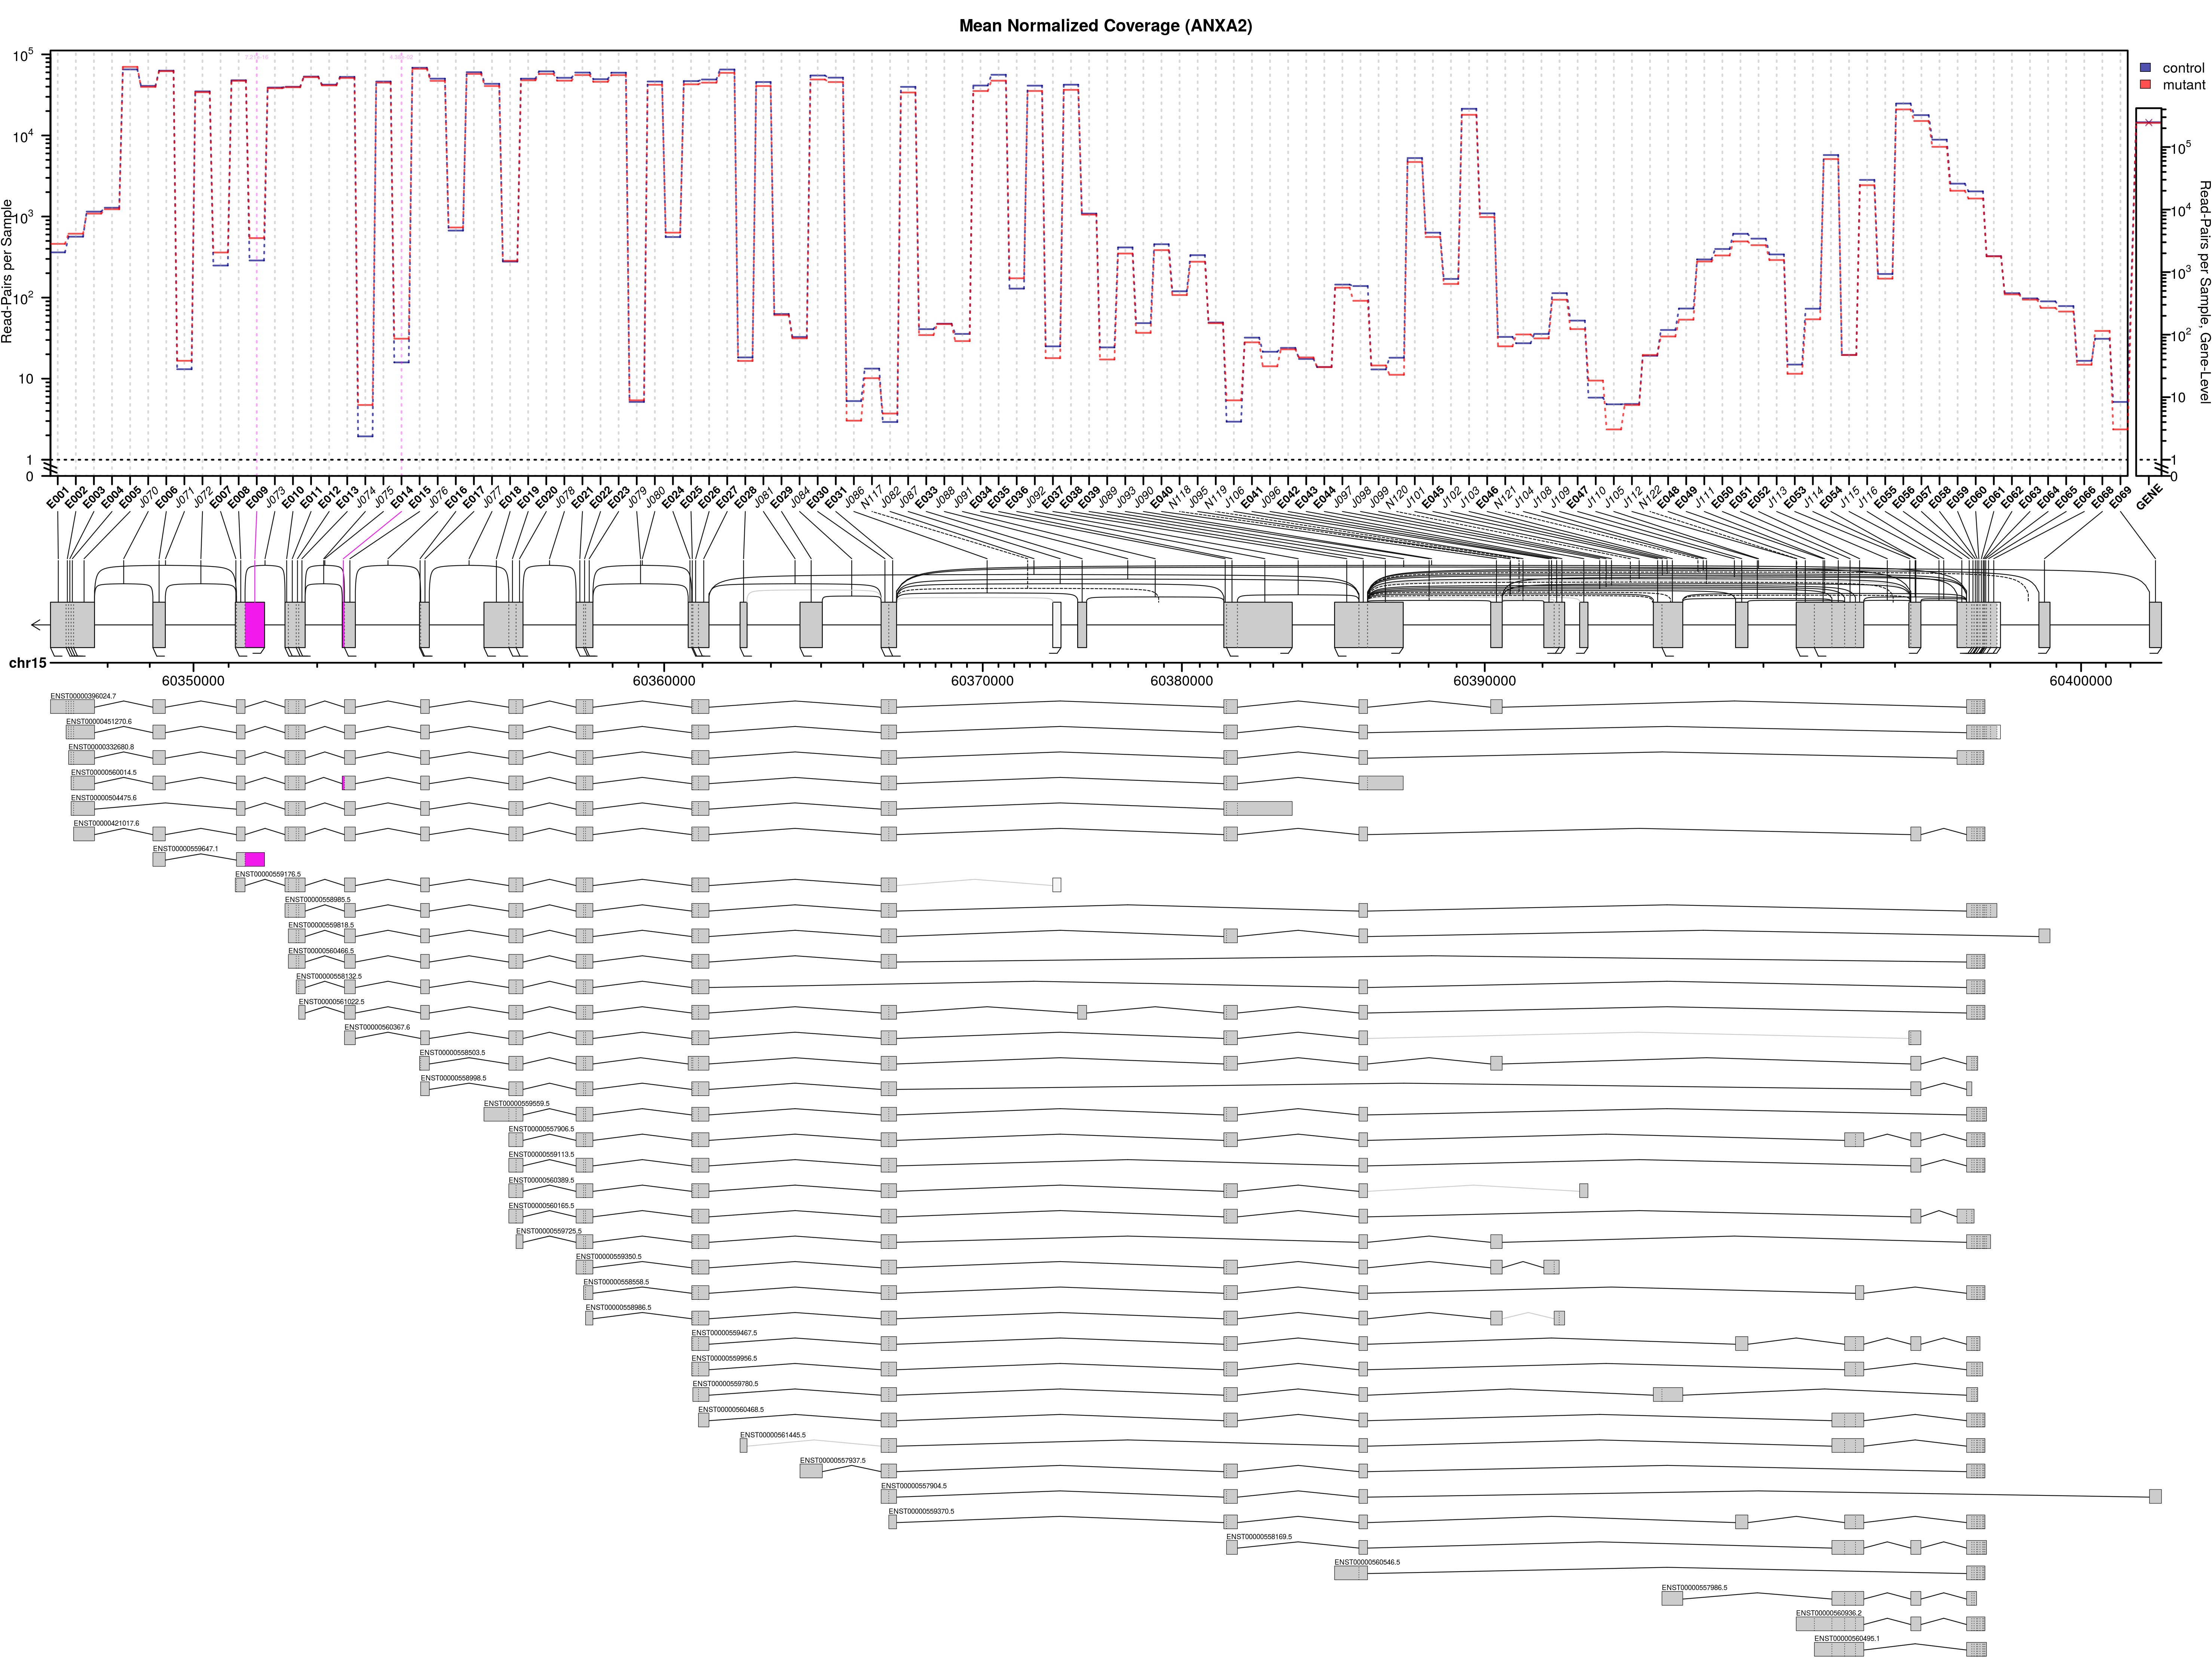 Mean Normalized Coverage (ANXA2)
control
mutant
Read-Pairs per Sample
10^5
10^4
10^3
10^2
10
1
0
Read-Pairs per Sample, Gene-Level
10^5
10^4
10^3
10^2
10
1
0
E001 E002 E003 E004 E005 J070 E006 J071 J072 E007 E008 E009 J073 E010 E011 E012 E013 J074 J075 E014 E015 J076 E016 E017 J077 E018 E019 E020 J078 E021 E022 E023 J079 J080 E024 E025 E026 E027 E028 J081 E029 J084 E030 E031 J086 N117 J082 J087 E033 J088 J091 E034 E035 E036 J092 E037 E038 E039 J089 J093 J090 E040 N118 J095 N119 J106 E041 J096 E042 E043 E044 J097 J098 J099 N120 J101 E045 J102 J103 E046 N121 J104 J108 J109 E047 J110 J105 J112 N122 E048 E049 J111 E050 E051 E052 J113 E053 J114 E054 J115 J116 E055 E056 E057 E058 E059 E060 E061 E062 E063 E064 E065 E066 E068 E069 GENE
chr15
60350000 60360000 60370000 60380000 60390000 60400000
ENST00000396024.7
ENST00000451270.6
ENST00000332680.8
ENST00000560014.5
ENST00000504475.6
ENST00000421017.6
ENST00000559647.1
ENST00000559176.5
ENST00000558985.5
ENST00000559818.5
ENST00000560466.5
ENST00000558132.5
ENST00000561022.5
ENST00000560367.6
ENST00000558503.5
ENST00000558998.5
ENST00000559559.5
ENST00000557906.5
ENST00000559113.5
ENST00000560389.5
ENST00000560165.5
ENST00000559725.5
ENST00000559350.5
ENST00000558558.5
ENST00000558986.5
ENST00000559467.5
ENST00000559956.5
ENST00000559780.5
ENST00000560468.5
ENST00000561445.5
ENST00000557937.5
ENST00000557904.5
ENST00000559370.5
ENST00000558169.5
ENST00000560546.5
ENST00000557986.5
ENST00000560936.2
ENST00000560495.1